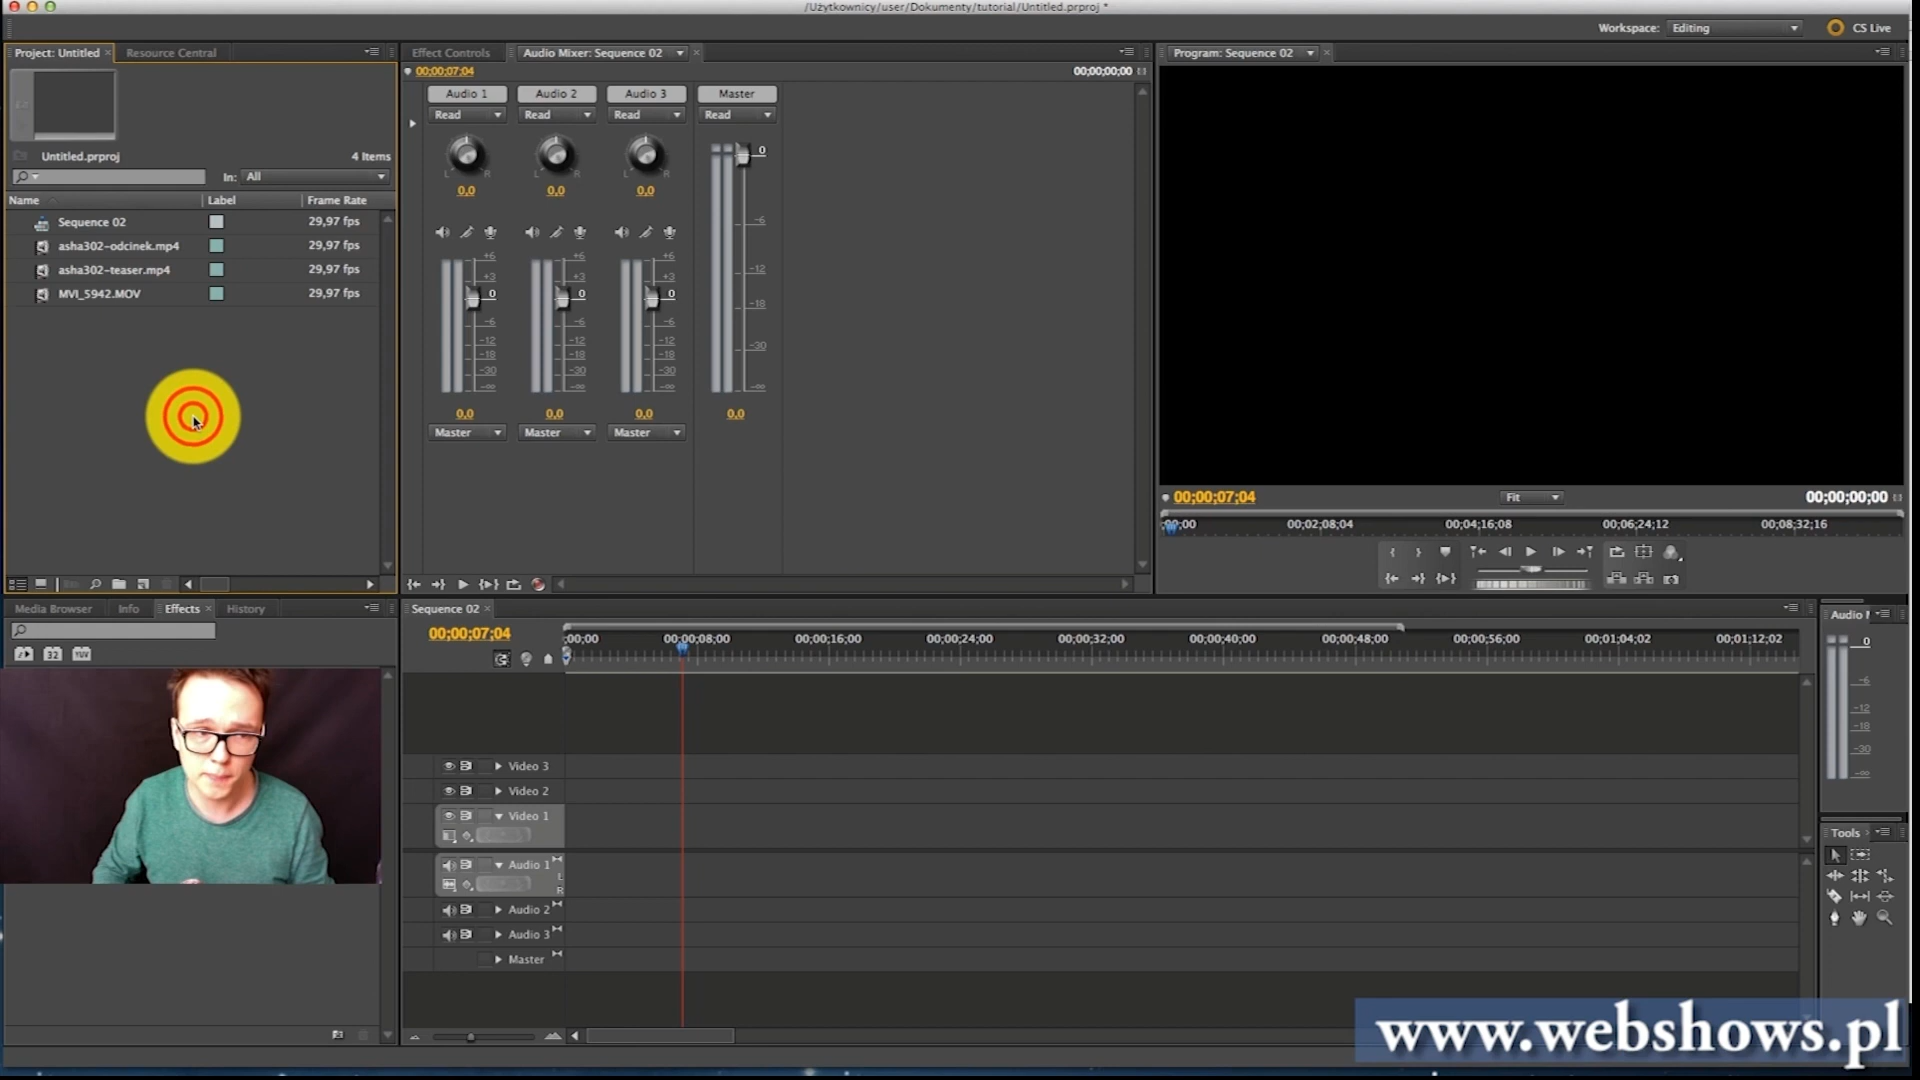 /Użytkownicy/user/Dokumenty/tutorial/Untitled.prproj *
Workspace: Editing CS Live
Project: Untitled Resource Central
Untitled.prproj 4 Items
In: All
Name Label Frame Rate
Sequence 02 29,97 fps
asha302-odcinek.mp4 29,97 fps
asha302-teaser.mp4 29,97 fps
MVI_5942.MOV 29,97 fps
Effect Controls Audio Mixer: Sequence 02
00;00;07;04 00;00;00;00
Audio 1 Audio 2 Audio 3 Master
Read Read Read Read
L R L R L R
0,0 0,0 0,0
0
-6
-12
-18
-30
-∞
+6 +6 +6
+3 +3 +3
0 0 0
-6 -6 -6
-12 -12 -12
-18 -18 -18
-30 -30 -30
-∞ -∞ -∞
0,0 0,0 0,0 0,0
Master Master Master
Program: Sequence 02
00;00;07;04 Fit 00;00;00;00
;00;00 00;02;08;04 00;04;16;08 00;06;24;12 00;08;32;16
Media Browser Info Effects History
32 YUV
Sequence 02
00;00;07;04
;00;00 00;00;08;00 00;00;16;00 00;00;24;00 00;00;32;00 00;00;40;00 00;00;48;00 00;00;56;00 00;01;04;02 00;01;12;02
Video 3
Video 2
Video 1
Audio 1
L
R
Audio 2
Audio 3
Master
Audio
0
-6
-12
-18
-30
-∞
Tools
www.webshows.pl